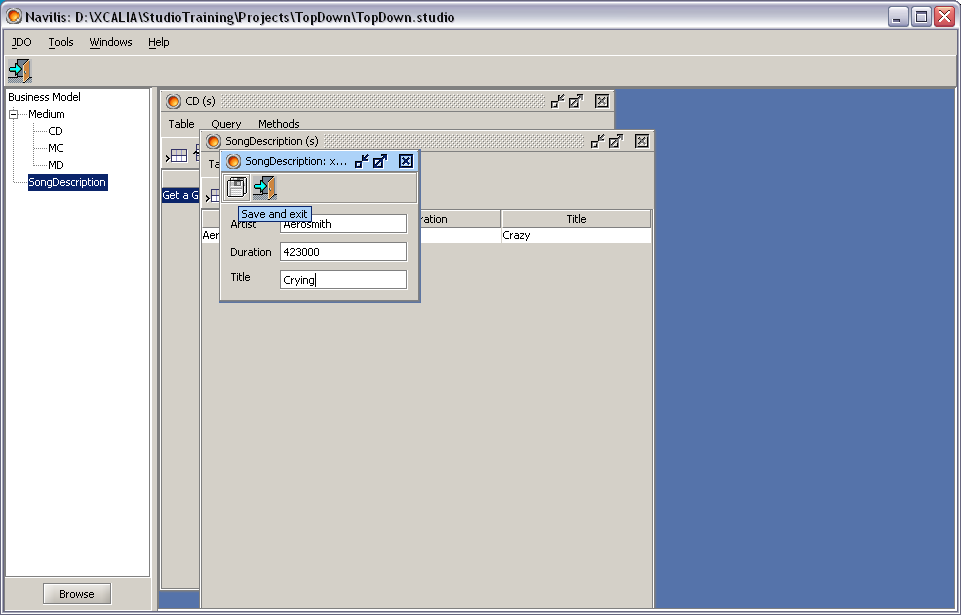 Navilis: D:\XCALIA\StudioTraining\Projects\TopDown\TopDown.studio
JDO Tools Windows Help
Business Model
Medium
CD
MC
MD
SongDescription
Browse
CD (s)
Table Query Methods
Get a G
SongDescription (s)
Ta
ration Title
Aer Crazy
SongDescription: x...
Save and exit
Artist Aerosmith
Duration 423000
Title Crying